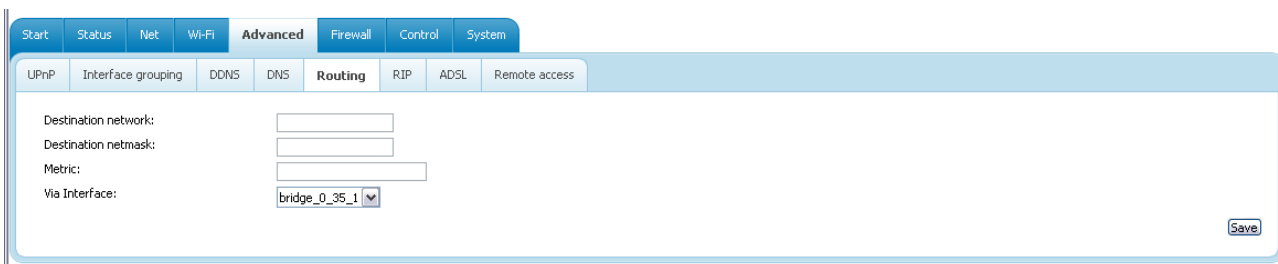 Start Status Net Wi-Fi Advanced Firewall Control System
UPnP Interface grouping DDNS DNS Routing RIP ADSL Remote access
Destination network:
Destination netmask:
Metric:
Via Interface: bridge_0_35_1
Save